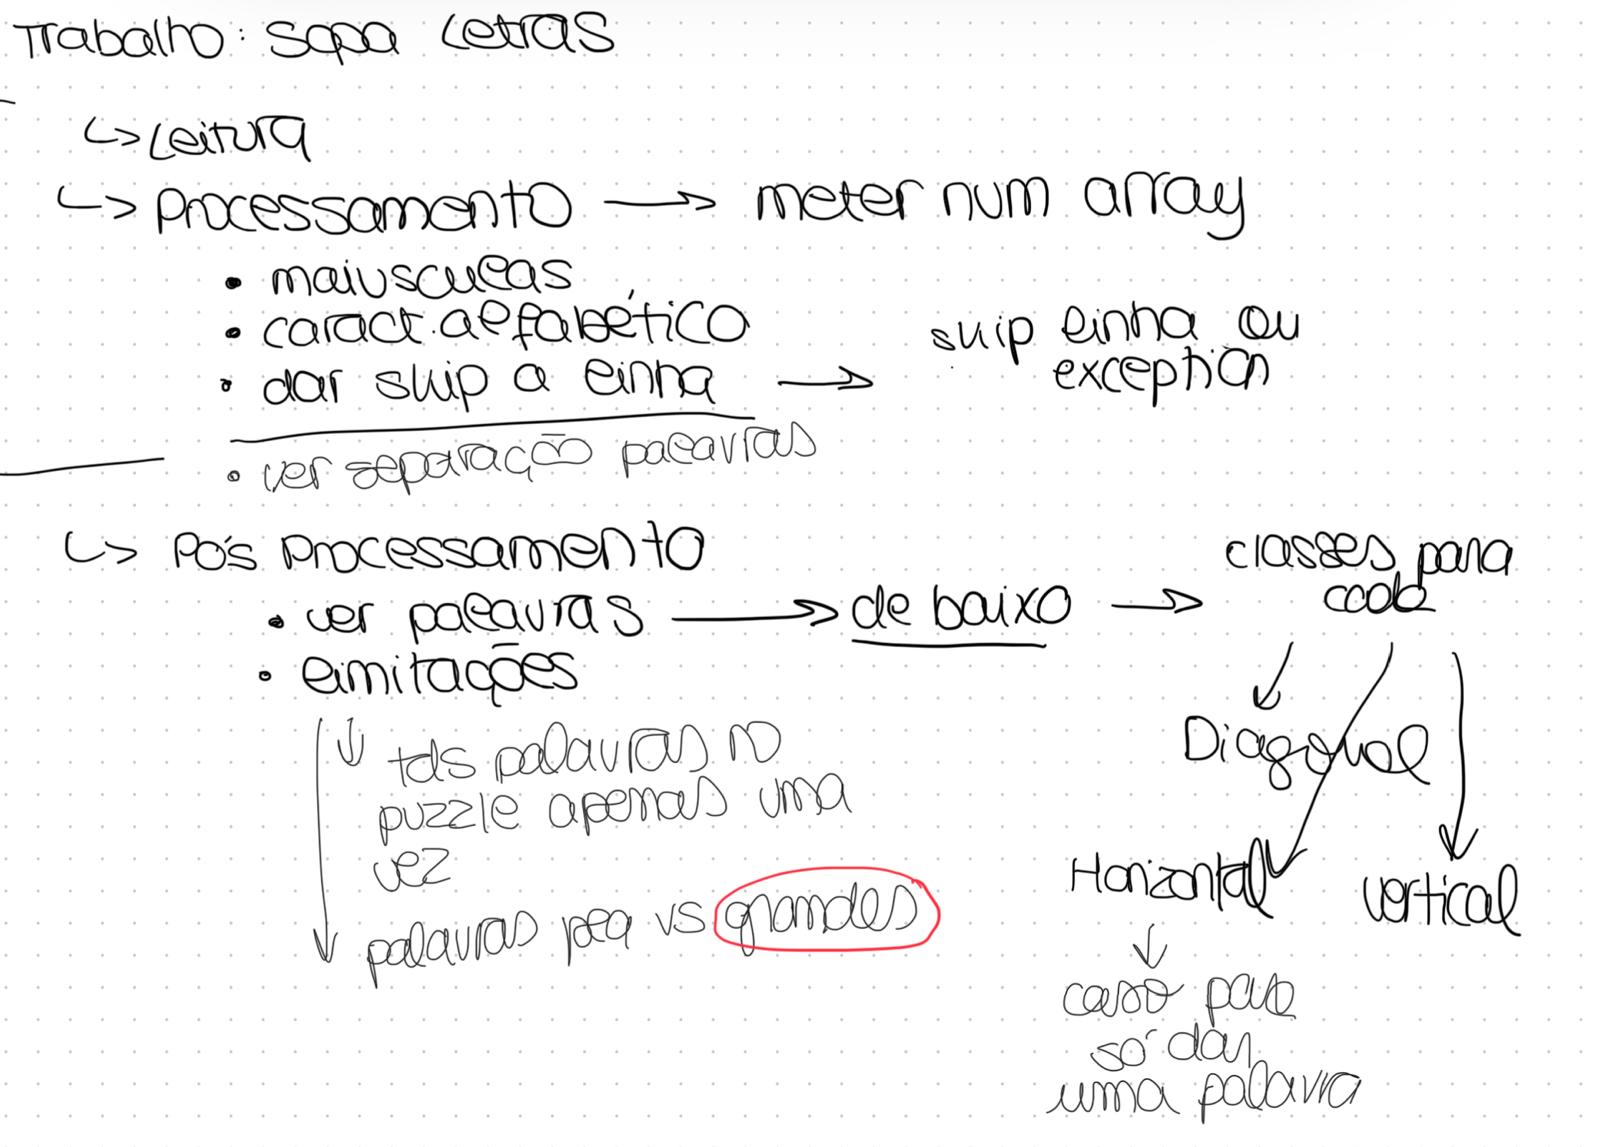 Trabalho: Sopa Letras
↳ Leitura
↳ Processamento → meter num array
• maiusculas
• caract. alfabético
• dar skip a linha → skip linha ou exception
• ver separação palavras
↳ Pós Processamento
• ver palavras → de baixo → classes para cada
• limitações
↓ tds palavras no
puzzle apenas uma
vez
palavras peq vs grandes
Diagonal
Horizontal
Vertical
↓
caso para
só dar
uma palavra